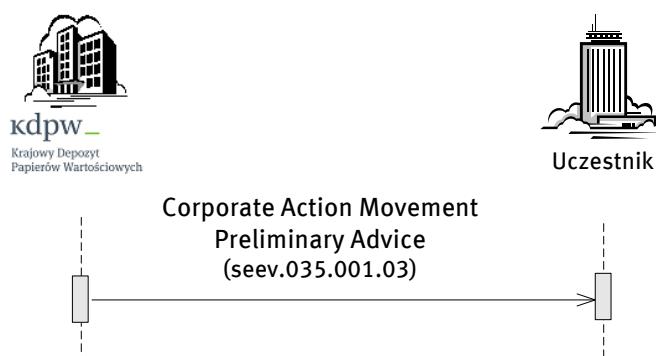 kdpw_
Krajowy Depozyt
Papierów Wartościowych
Uczestnik
Corporate Action Movement
Preliminary Advice
(seev.035.001.03)